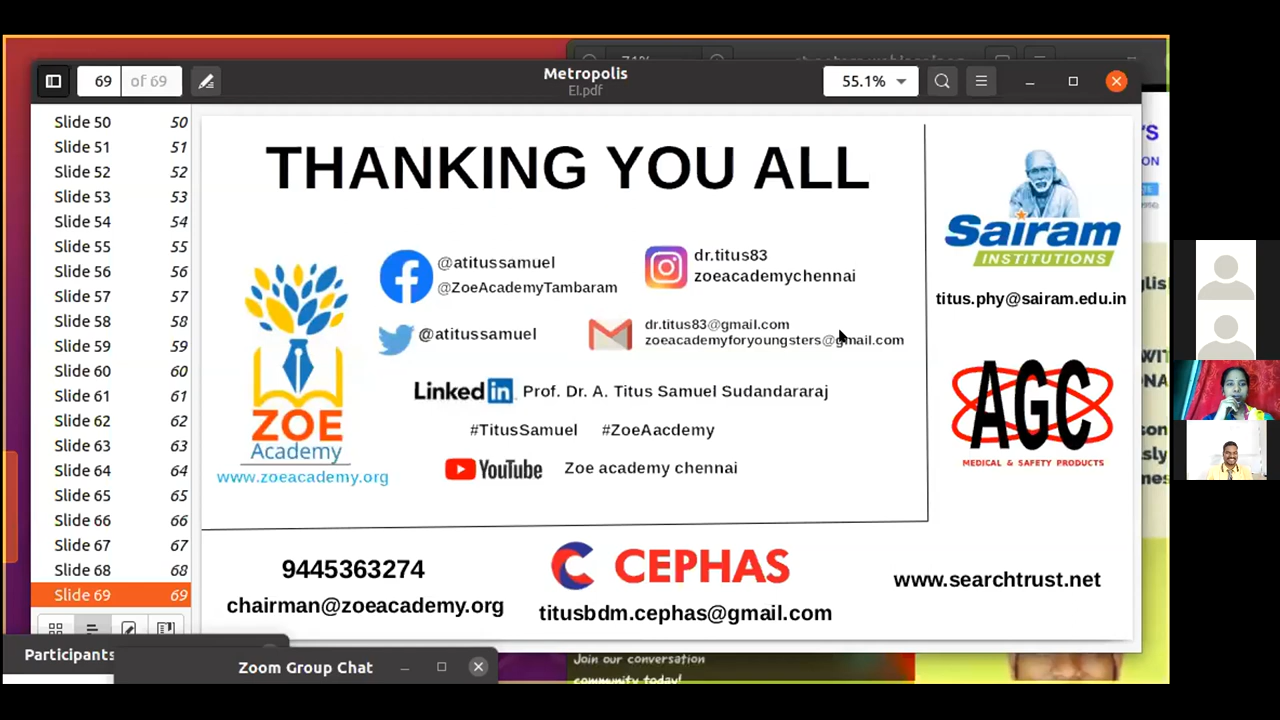 71%
69 of 69
Metropolis
EI.pdf
55.1%
Slide 50 50
Slide 51 51
Slide 52 52
Slide 53 53
Slide 54 54
Slide 55 55
Slide 56 56
Slide 57 57
Slide 58 58
Slide 59 59
Slide 60 60
Slide 61 61
Slide 62 62
Slide 63 63
Slide 64 64
Slide 65 65
Slide 66 66
Slide 67 67
Slide 68 68
Slide 69 69
THANKING YOU ALL
@atitussamuel
@ZoeAcademyTambaram
dr.titus83
zoeacademychennai
@atitussamuel
dr.titus83@gmail.com
zoeacademyforyoungsters@gmail.com
Linkedin Prof. Dr. A. Titus Samuel Sudandararaj
#TitusSamuel #ZoeAacdemy
YouTube Zoe academy chennai
ZOE
Academy
www.zoeacademy.org
Sairam
INSTITUTIONS
titus.phy@sairam.edu.in
AGC
MEDICAL & SAFETY PRODUCTS
9445363274
chairman@zoeacademy.org
CEPHAS
titusbdm.cephas@gmail.com
www.searchtrust.net
Participants
Zoom Group Chat
Join our conversation
community today!